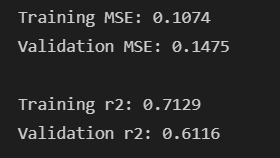 Training MSE: 0.1074
Validation MSE: 0.1475
Training r2: 0.7129
Validation r2: 0.6116